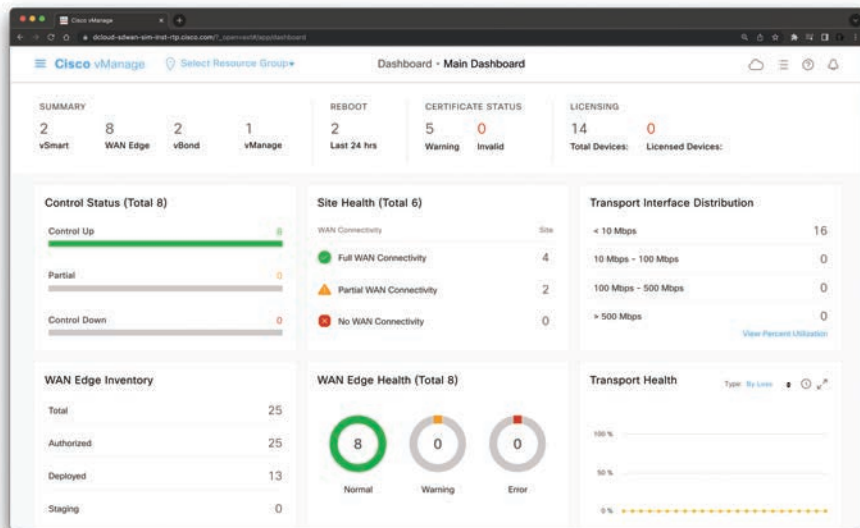 Cisco vManage
dcloud-sdwan-sim-inst-rtp.cisco.com/
Cisco vManage
Select Resource Group
Dashboard • Main Dashboard
SUMMARY
2 8 2 1
vSmart WAN Edge vBond vManage
REBOOT
2
Last 24 hrs
CERTIFICATE STATUS
5 0
Warning Invalid
LICENSING
14 0
Total Devices: Licensed Devices:
Control Status (Total 8)
Control Up 8
Partial 0
Control Down 0
Site Health (Total 6)
WAN Connectivity Site
Full WAN Connectivity 4
Partial WAN Connectivity 2
No WAN Connectivity 0
Transport Interface Distribution
< 10 Mbps 16
10 Mbps - 100 Mbps 0
100 Mbps - 500 Mbps 0
> 500 Mbps 0
View Percent Utilization
WAN Edge Inventory
Total 25
Authorized 25
Deployed 13
Staging 0
WAN Edge Health (Total 8)
8 0 0
Normal Warning Error
Transport Health
Type: By Loss
100 %
50 %
0 %